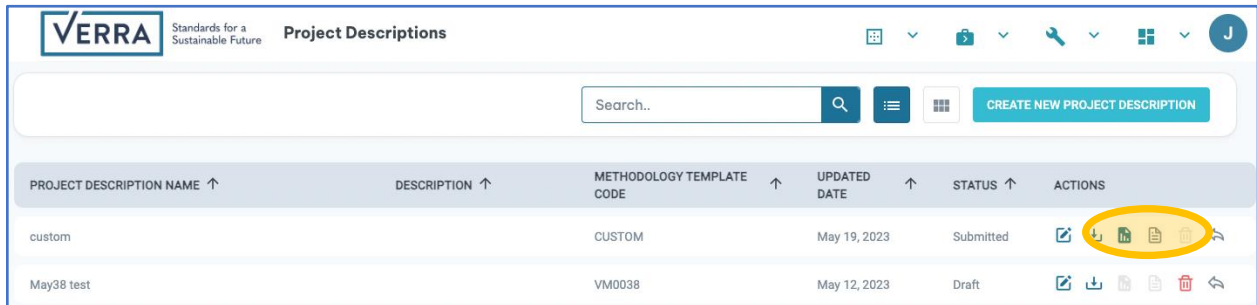 VERRA
Standards for a
Sustainable Future
Project Descriptions
J
Search..
CREATE NEW PROJECT DESCRIPTION
PROJECT DESCRIPTION NAME ↑ DESCRIPTION ↑ METHODOLOGY TEMPLATE CODE ↑ UPDATED DATE ↑ STATUS ↑ ACTIONS
custom CUSTOM May 19, 2023 Submitted
May38 test VM0038 May 12, 2023 Draft